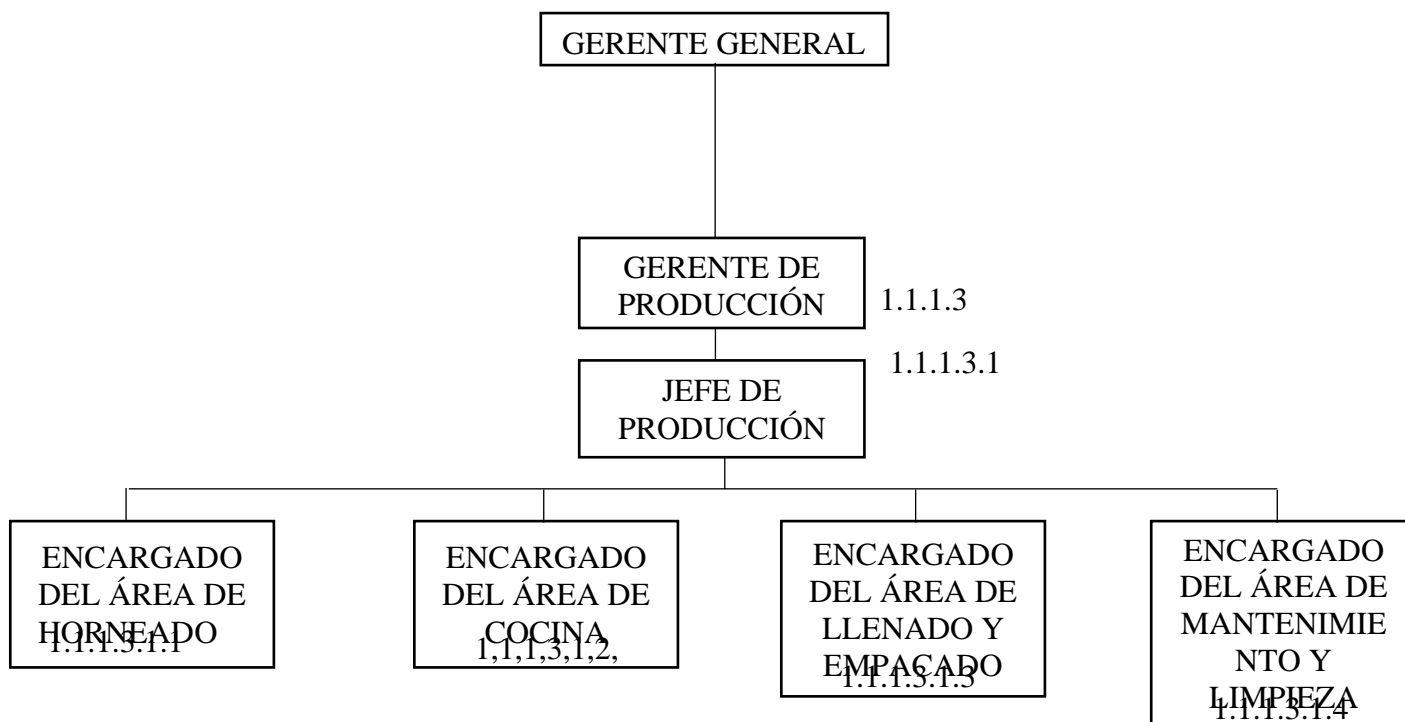 GERENTE GENERAL
GERENTE DE
PRODUCCIÓN
1.1.1.3
1.1.1.3.1
JEFE DE
PRODUCCIÓN
ENCARGADO
DEL ÁREA DE
HORNEADO
1.1.1.3.1.1
ENCARGADO
DEL ÁREA DE
COCINA
1,1,1,3,1,2,
ENCARGADO
DEL ÁREA DE
LLENADO Y
EMPACADO
1.1.1.3.1.3
ENCARGADO
DEL ÁREA DE
MANTENIMIE
NTO Y
LIMPIEZA
1.1.1.3.1.4